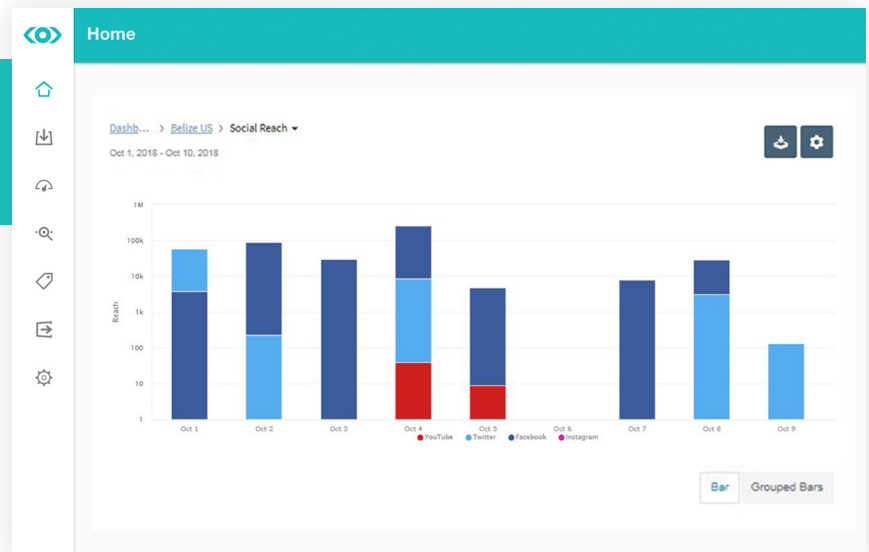 Home
Dashb... > Belize US > Social Reach
Oct 1, 2018 - Oct 10, 2018
1M
100k
10k
1k
100
10
1
Reach
Oct 1 Oct 2 Oct 3 Oct 4 Oct 5 Oct 6 Oct 7 Oct 8 Oct 9
YouTube Twitter Facebook Instagram
Bar Grouped Bars